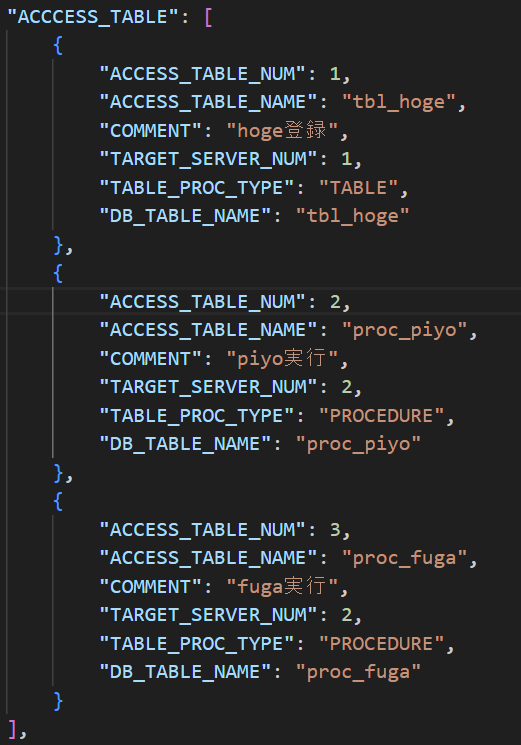 "ACCCESS_TABLE": [
    {
        "ACCESS_TABLE_NUM": 1,
        "ACCESS_TABLE_NAME": "tbl_hoge",
        "COMMENT": "hoge登録",
        "TARGET_SERVER_NUM": 1,
        "TABLE_PROC_TYPE": "TABLE",
        "DB_TABLE_NAME": "tbl_hoge"
    },
    {
        "ACCESS_TABLE_NUM": 2,
        "ACCESS_TABLE_NAME": "proc_piyo",
        "COMMENT": "piyo実行",
        "TARGET_SERVER_NUM": 2,
        "TABLE_PROC_TYPE": "PROCEDURE",
        "DB_TABLE_NAME": "proc_piyo"
    },
    {
        "ACCESS_TABLE_NUM": 3,
        "ACCESS_TABLE_NAME": "proc_fuga",
        "COMMENT": "fuga実行",
        "TARGET_SERVER_NUM": 2,
        "TABLE_PROC_TYPE": "PROCEDURE",
        "DB_TABLE_NAME": "proc_fuga"
    }
],